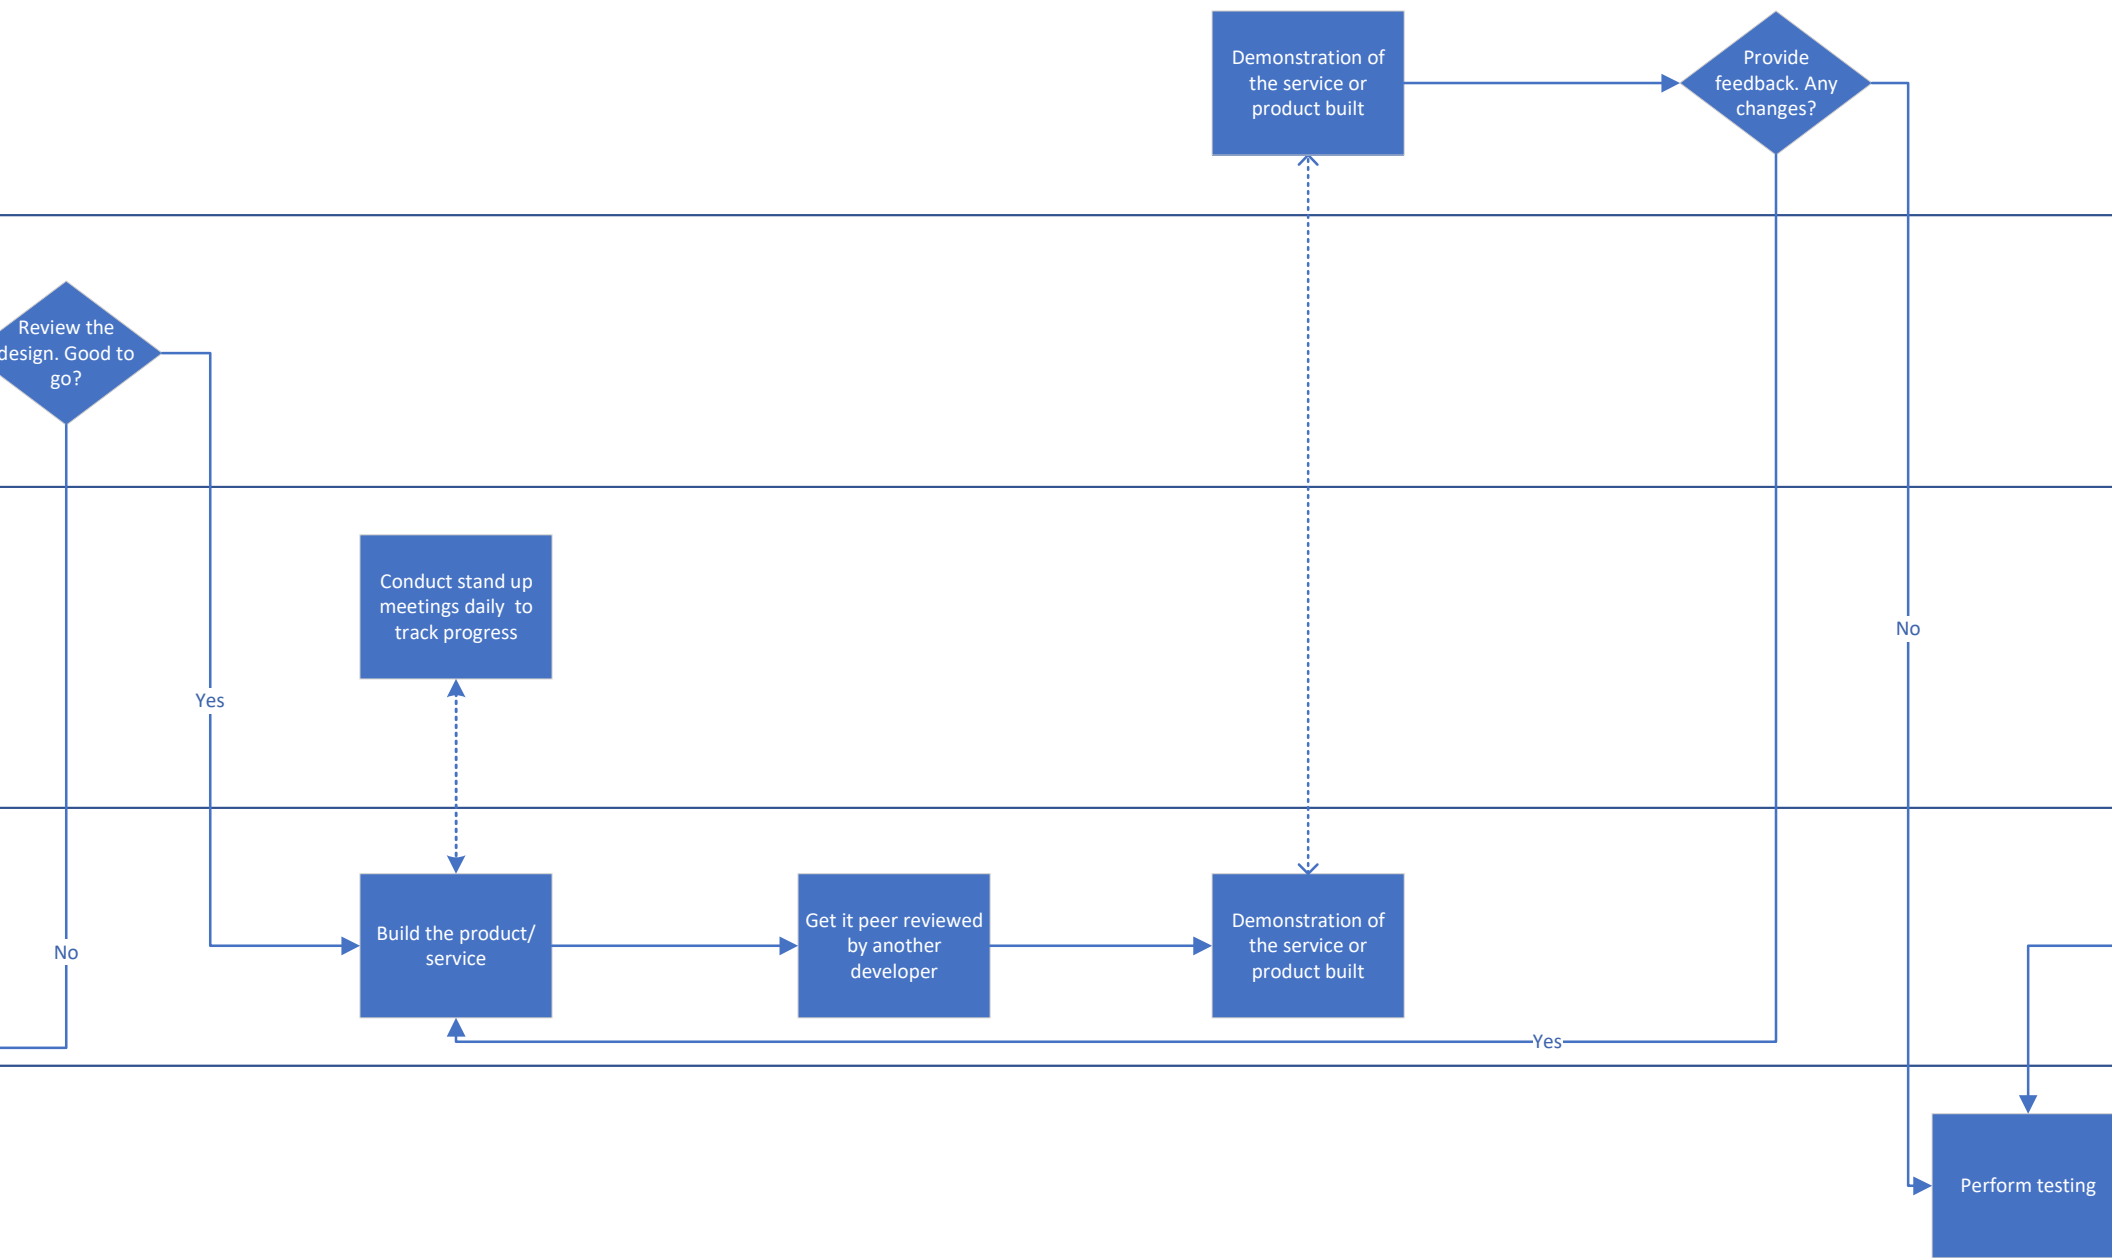 Demonstration of
the service or
product built
Provide
feedback. Any
changes?
Review the
design. Good to
go?
Conduct stand up
meetings daily  to
track progress
No
Yes
Build the product/
service
Get it peer reviewed
by another
developer
Demonstration of
the service or
product built
No
Yes
Perform testing